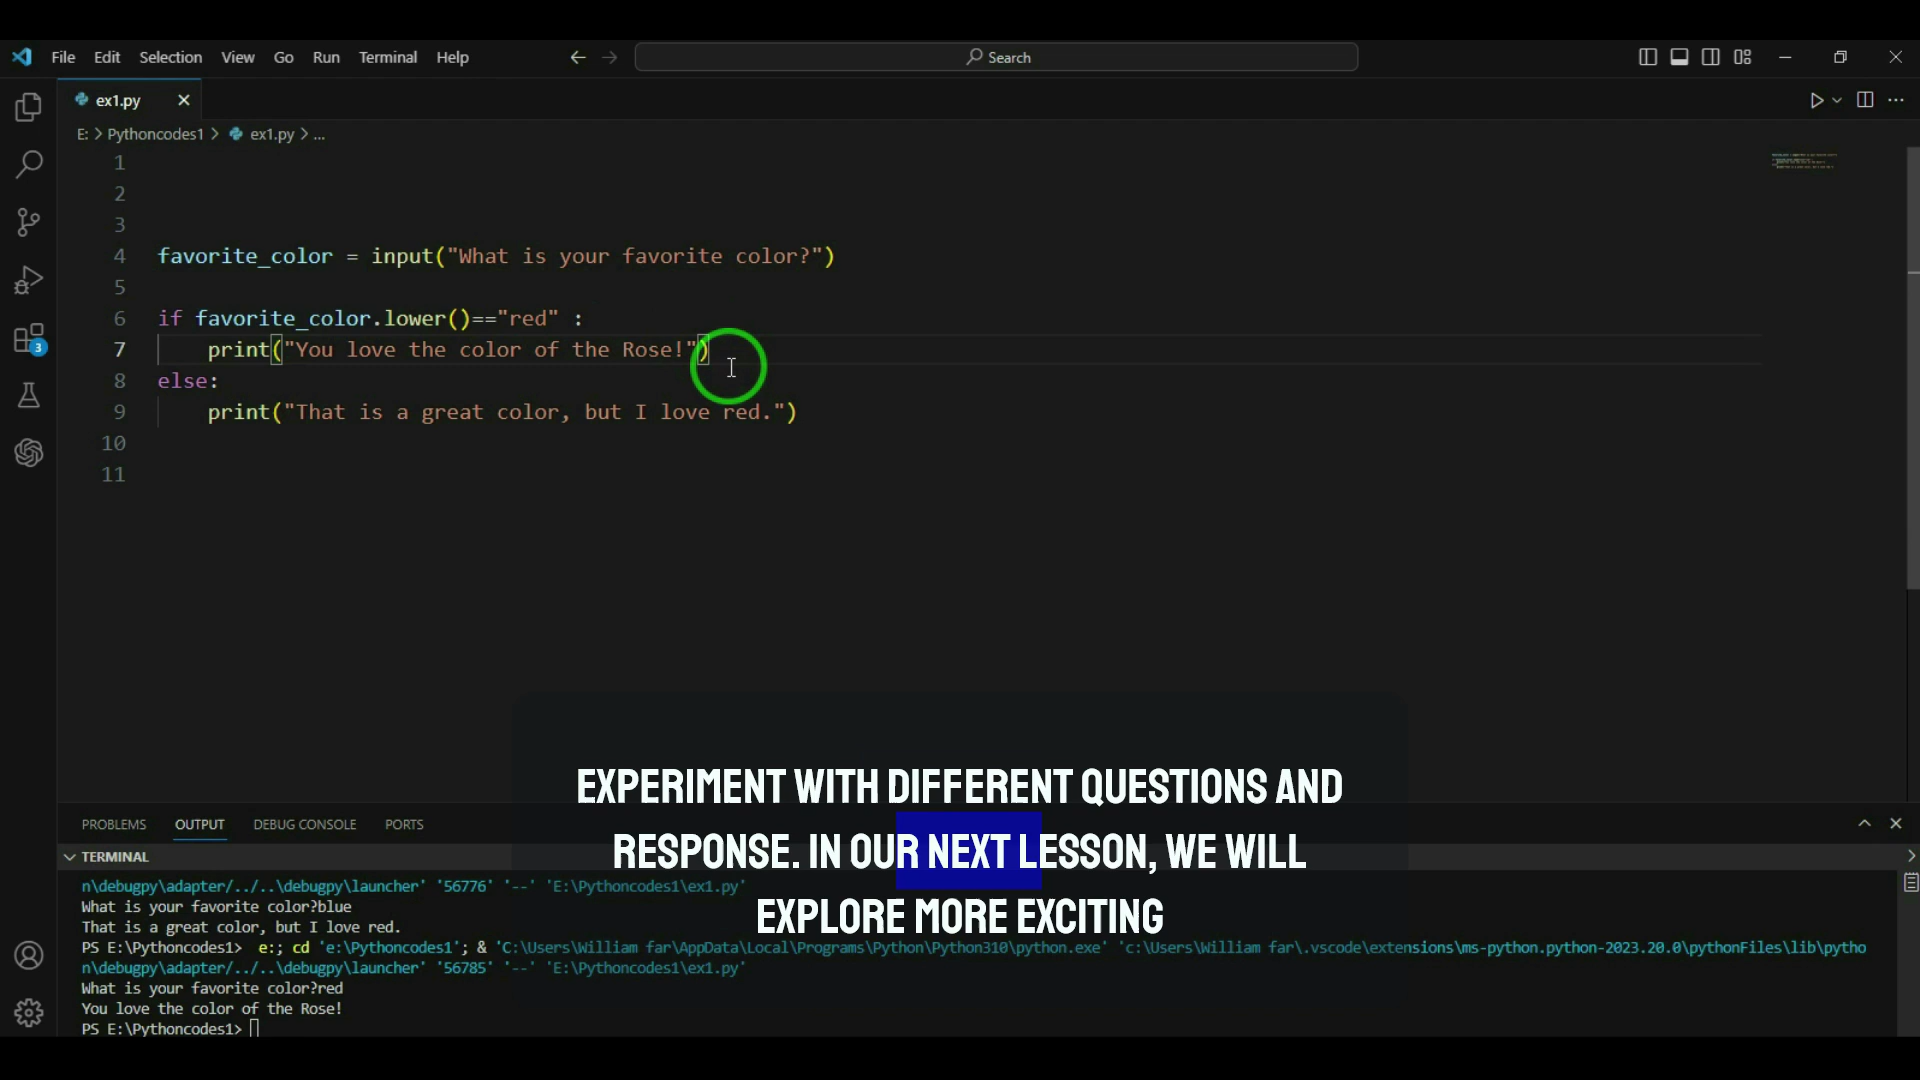 File Edit Selection View Go Run Terminal Help
Search
ex1.py
E: > Pythoncodes1 > ex1.py > ...
1
2
3
4 favorite_color = input("What is your favorite color?")
5
6 if favorite_color.lower()=="red" :
7 print("You love the color of the Rose!")
8 else:
9 print("That is a great color, but I love red.")
10
11
3
EXPERIMENT WITH DIFFERENT QUESTIONS AND
RESPONSE. IN OUR NEXT LESSON, WE WILL
EXPLORE MORE EXCITING
PROBLEMS OUTPUT DEBUG CONSOLE PORTS
TERMINAL
n\debugpy\adapter/../..\debugpy\launcher' '56776' '--' 'E:\Pythoncodes1\ex1.py'
What is your favorite color?blue
That is a great color, but I love red.
PS E:\Pythoncodes1> e:; cd 'e:\Pythoncodes1'; & 'C:\Users\William far\AppData\Local\Programs\Python\Python310\python.exe' 'c:\Users\William far\.vscode\extensions\ms-python.python-2023.20.0\pythonFiles\lib\pytho
n\debugpy\adapter/../..\debugpy\launcher' '56785' '--' 'E:\Pythoncodes1\ex1.py'
What is your favorite color?red
You love the color of the Rose!
PS E:\Pythoncodes1>